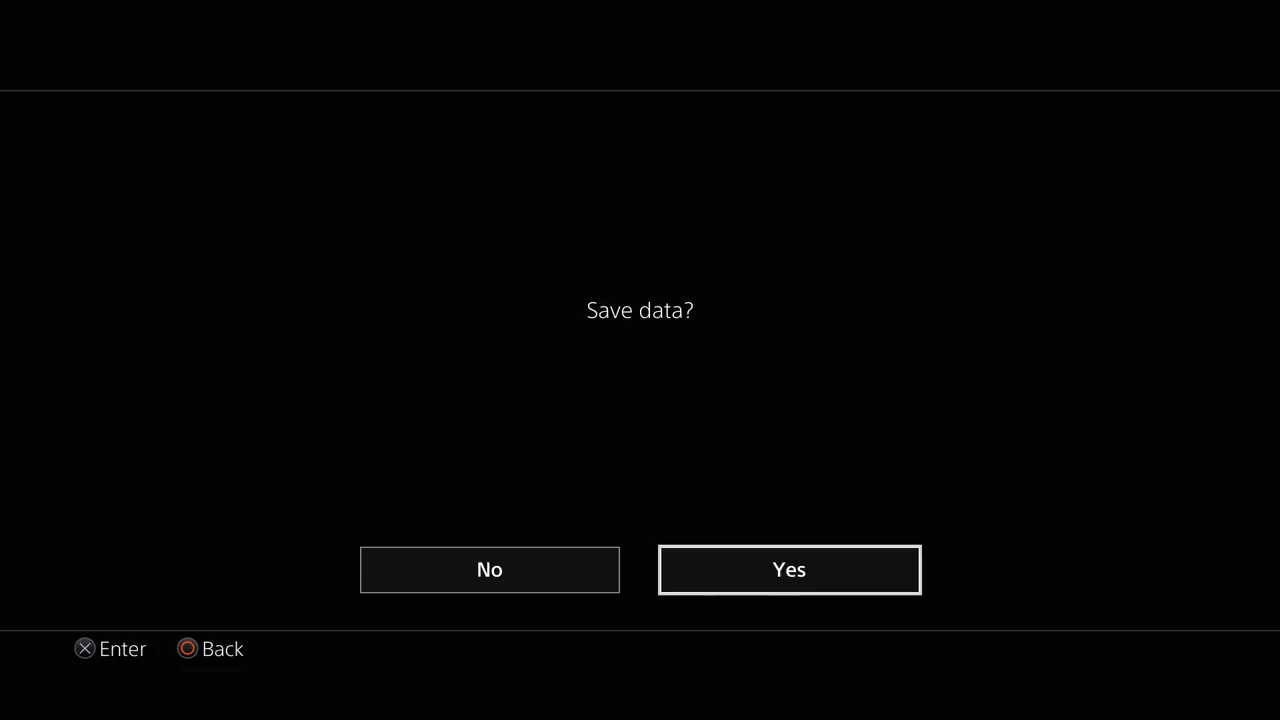 Save data?
No
Yes
Enter
Back